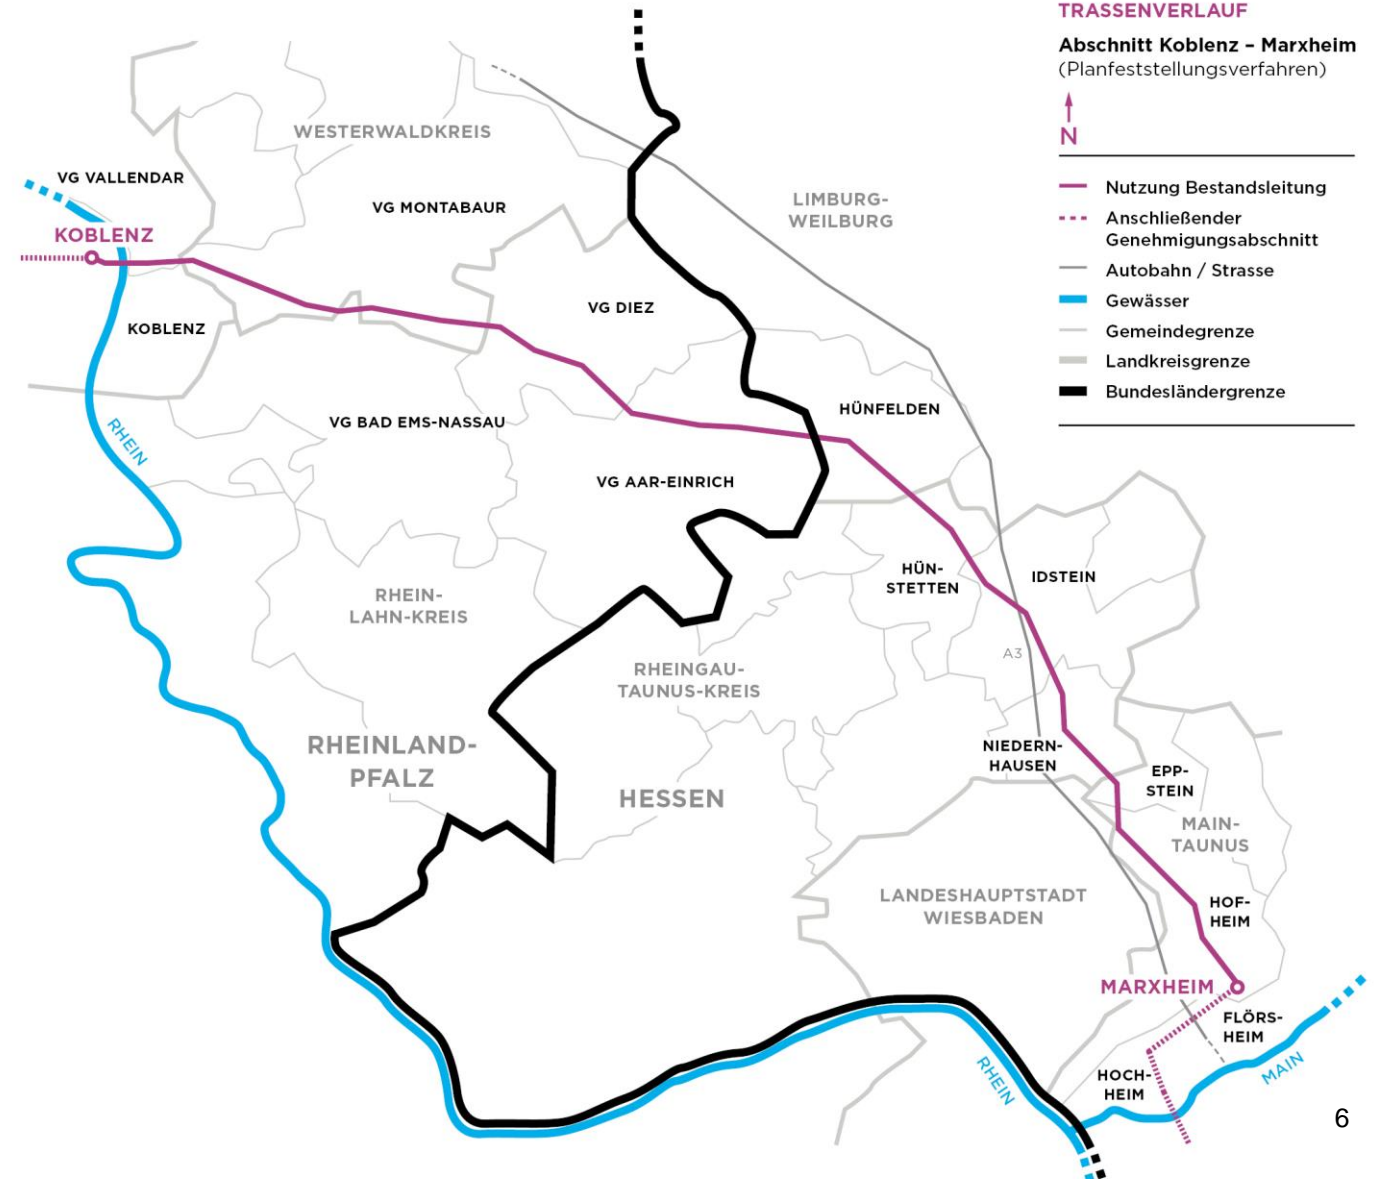 TRASSENVERLAUF
Abschnitt Koblenz – Marxheim
(Planfeststellungsverfahren)
N
Nutzung Bestandsleitung
Anschließender
Genehmigungsabschnitt
Autobahn / Strasse
Gewässer
Gemeindegrenze
Landkreisgrenze
Bundesländergrenze
WESTERWALDKREIS
VG VALLENDAR
VG MONTABAUR
LIMBURG-
WEILBURG
KOBLENZ
KOBLENZ
VG DIEZ
HÜNFELDEN
VG BAD EMS-NASSAU
RHEIN
VG AAR-EINRICH
HÜN-
STETTEN
IDSTEIN
RHEIN-
LAHN-KREIS
A3
RHEINGAU-
TAUNUS-KREIS
RHEINLAND-
PFALZ
NIEDERN-
HAUSEN
EPP-
STEIN
HESSEN
MAIN-
TAUNUS
LANDESHAUPTSTADT
WIESBADEN
HOF-
HEIM
MARXHEIM
FLÖRS-
HEIM
RHEIN
MAIN
HOCH-
HEIM
6